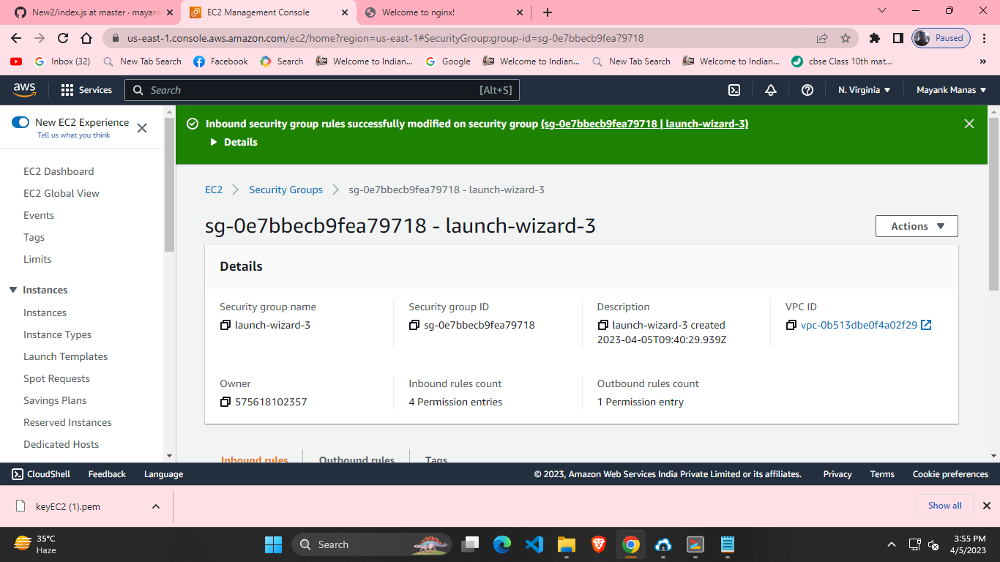 New2/index.js at master · mayank
EC2 Management Console
Welcome to nginx!
us-east-1.console.aws.amazon.com/ec2/home?region=us-east-1#SecurityGroup:group-id=sg-0e7bbecb9fea79718
Paused
Inbox (32)
New Tab Search
Facebook
Search
Welcome to Indian...
Google
Welcome to Indian...
New Tab Search
Welcome to Indian...
cbse Class 10th mat...
»
aws
Services
Search
[Alt+S]
N. Virginia
Mayank Manas
New EC2 Experience
Tell us what you think
EC2 Dashboard
EC2 Global View
Events
Tags
Limits
Instances
Instances
Instance Types
Launch Templates
Spot Requests
Savings Plans
Reserved Instances
Dedicated Hosts
Inbound security group rules successfully modified on security group (sg-0e7bbecb9fea79718 | launch-wizard-3)
Details
EC2
Security Groups
sg-0e7bbecb9fea79718 - launch-wizard-3
sg-0e7bbecb9fea79718 - launch-wizard-3
Actions
Details
Security group name
launch-wizard-3
Security group ID
sg-0e7bbecb9fea79718
Description
launch-wizard-3 created
2023-04-05T09:40:29.939Z
VPC ID
vpc-0b513dbe0f4a02f29
Owner
575618102357
Inbound rules count
4 Permission entries
Outbound rules count
1 Permission entry
Inbound rules
Outbound rules
Tags
CloudShell
Feedback
Language
© 2023, Amazon Web Services India Private Limited or its affiliates.
Privacy
Terms
Cookie preferences
keyEC2 (1).pem
Show all
35°C
Haze
Search
3:55 PM
4/5/2023